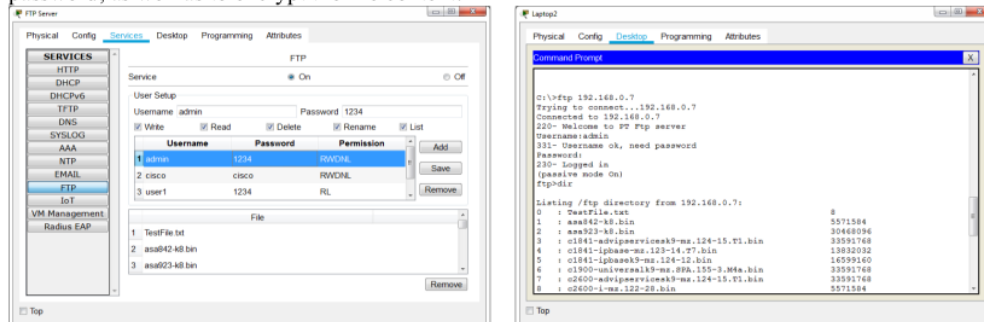 FTP Server
Physical Config Services Desktop Programming Attributes
SERVICES
HTTP
DHCP
DHCPv6
TFTP
DNS
SYSLOG
AAA
NTP
EMAIL
FTP
IoT
VM Management
Radius EAP
FTP
Service On Off
User Setup
Username admin Password 1234
Write Read Delete Rename List
Username Password Permission
1 admin 1234 RWDNL
2 cisco cisco RWDNL
3 user1 1234 RL
Add
Save
Remove
File
1 TestFile.txt
2 asa842-k8.bin
3 asa923-k8.bin
Remove
Top
Laptop2
Physical Config Desktop Programming Attributes
Command Prompt X
C:\>ftp 192.168.0.7
Trying to connect...192.168.0.7
Connected to 192.168.0.7
220- Welcome to PT Ftp server
Username:admin
331- Username ok, need password
Password:
230- Logged in
(passive mode On)
ftp>dir
Listing /ftp directory from 192.168.0.7:
0 : TestFile.txt 8
1 : asa842-k8.bin 5571584
2 : asa923-k8.bin 30468096
3 : c1841-advipservicesk9-mz.124-15.T1.bin 33591768
4 : c1841-ipbase-mz.123-14.T7.bin 13832032
5 : c1841-ipbasek9-mz.124-12.bin 16599160
6 : c1900-universalk9-mz.SPA.155-3.M4a.bin 33591768
7 : c2600-advipservicesk9-mz.124-15.T1.bin 33591768
8 : c2600-i-mz.122-28.bin 5571584
Top